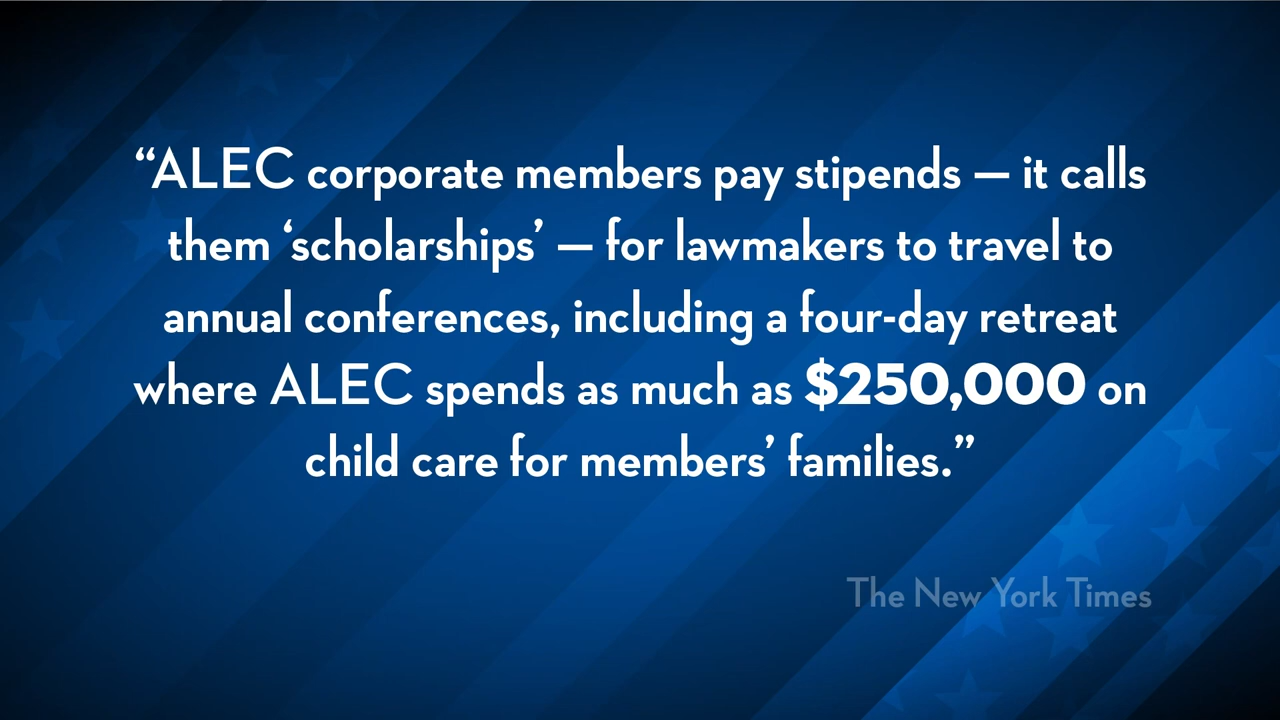 “ALEC corporate members pay stipends — it calls
them ‘scholarships’ — for lawmakers to travel to
annual conferences, including a four-day retreat
where ALEC spends as much as $250,000 on
child care for members’ families.”
The New York Times